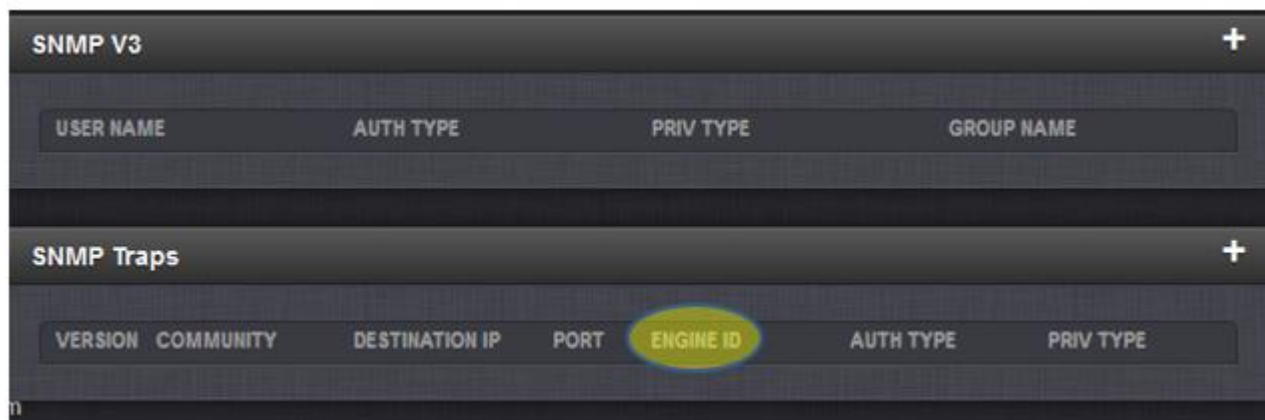 SNMP V3 +
USER NAME AUTH TYPE PRIV TYPE GROUP NAME
SNMP Traps +
VERSION COMMUNITY DESTINATION IP PORT ENGINE ID AUTH TYPE PRIV TYPE
m